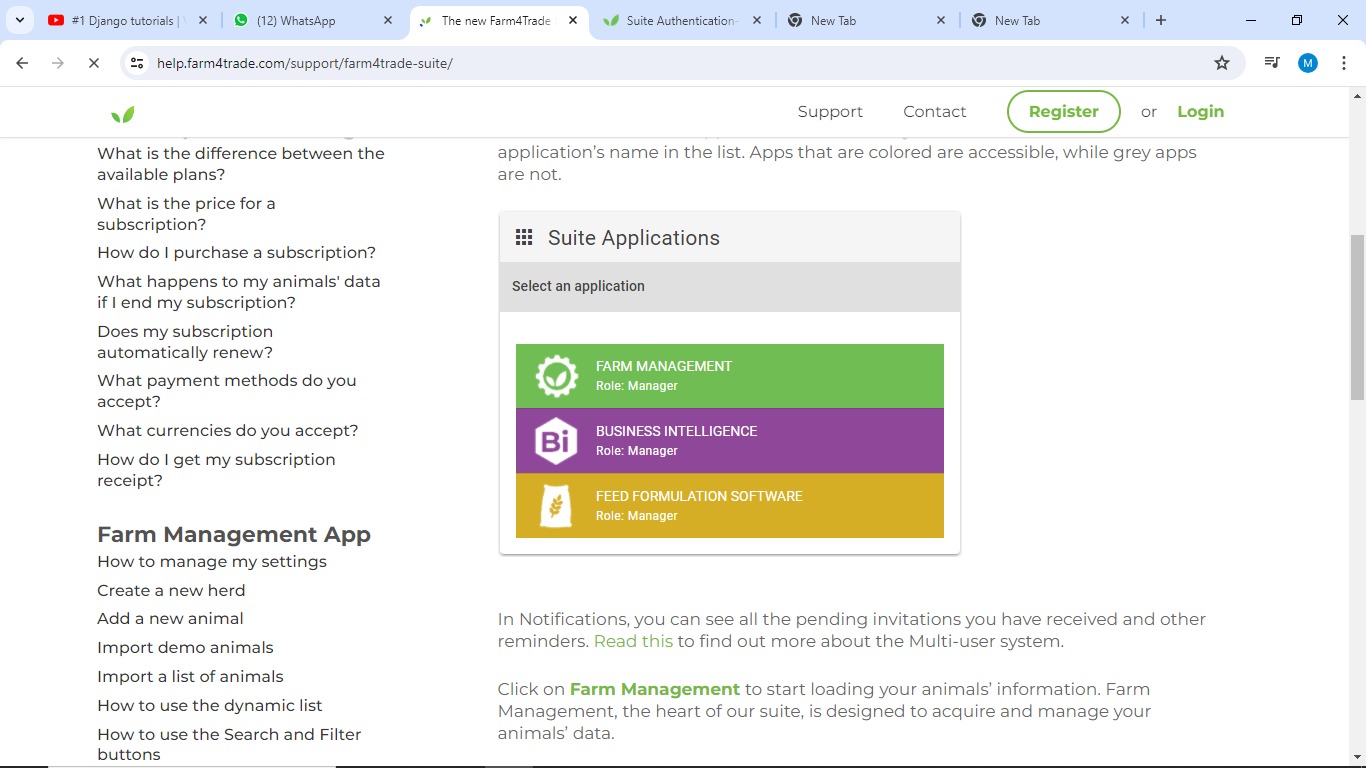 #1 Django tutorials |
(12) WhatsApp
The new Farm4Trade
Suite Authentication
New Tab
New Tab
help.farm4trade.com/support/farm4trade-suite/
M
Support
Contact
Register
or
Login
What is the difference between the
available plans?
What is the price for a
subscription?
How do I purchase a subscription?
What happens to my animals' data
if I end my subscription?
Does my subscription
automatically renew?
What payment methods do you
accept?
What currencies do you accept?
How do I get my subscription
receipt?
Farm Management App
How to manage my settings
Create a new herd
Add a new animal
Import demo animals
Import a list of animals
How to use the dynamic list
How to use the Search and Filter
buttons
application's name in the list. Apps that are colored are accessible, while grey apps
are not.
Suite Applications
Select an application
FARM MANAGEMENT
Role: Manager
Bi
BUSINESS INTELLIGENCE
Role: Manager
FEED FORMULATION SOFTWARE
Role: Manager
In Notifications, you can see all the pending invitations you have received and other
reminders. Read this to find out more about the Multi-user system.
Click on Farm Management to start loading your animals' information. Farm
Management, the heart of our suite, is designed to acquire and manage your
animals' data.